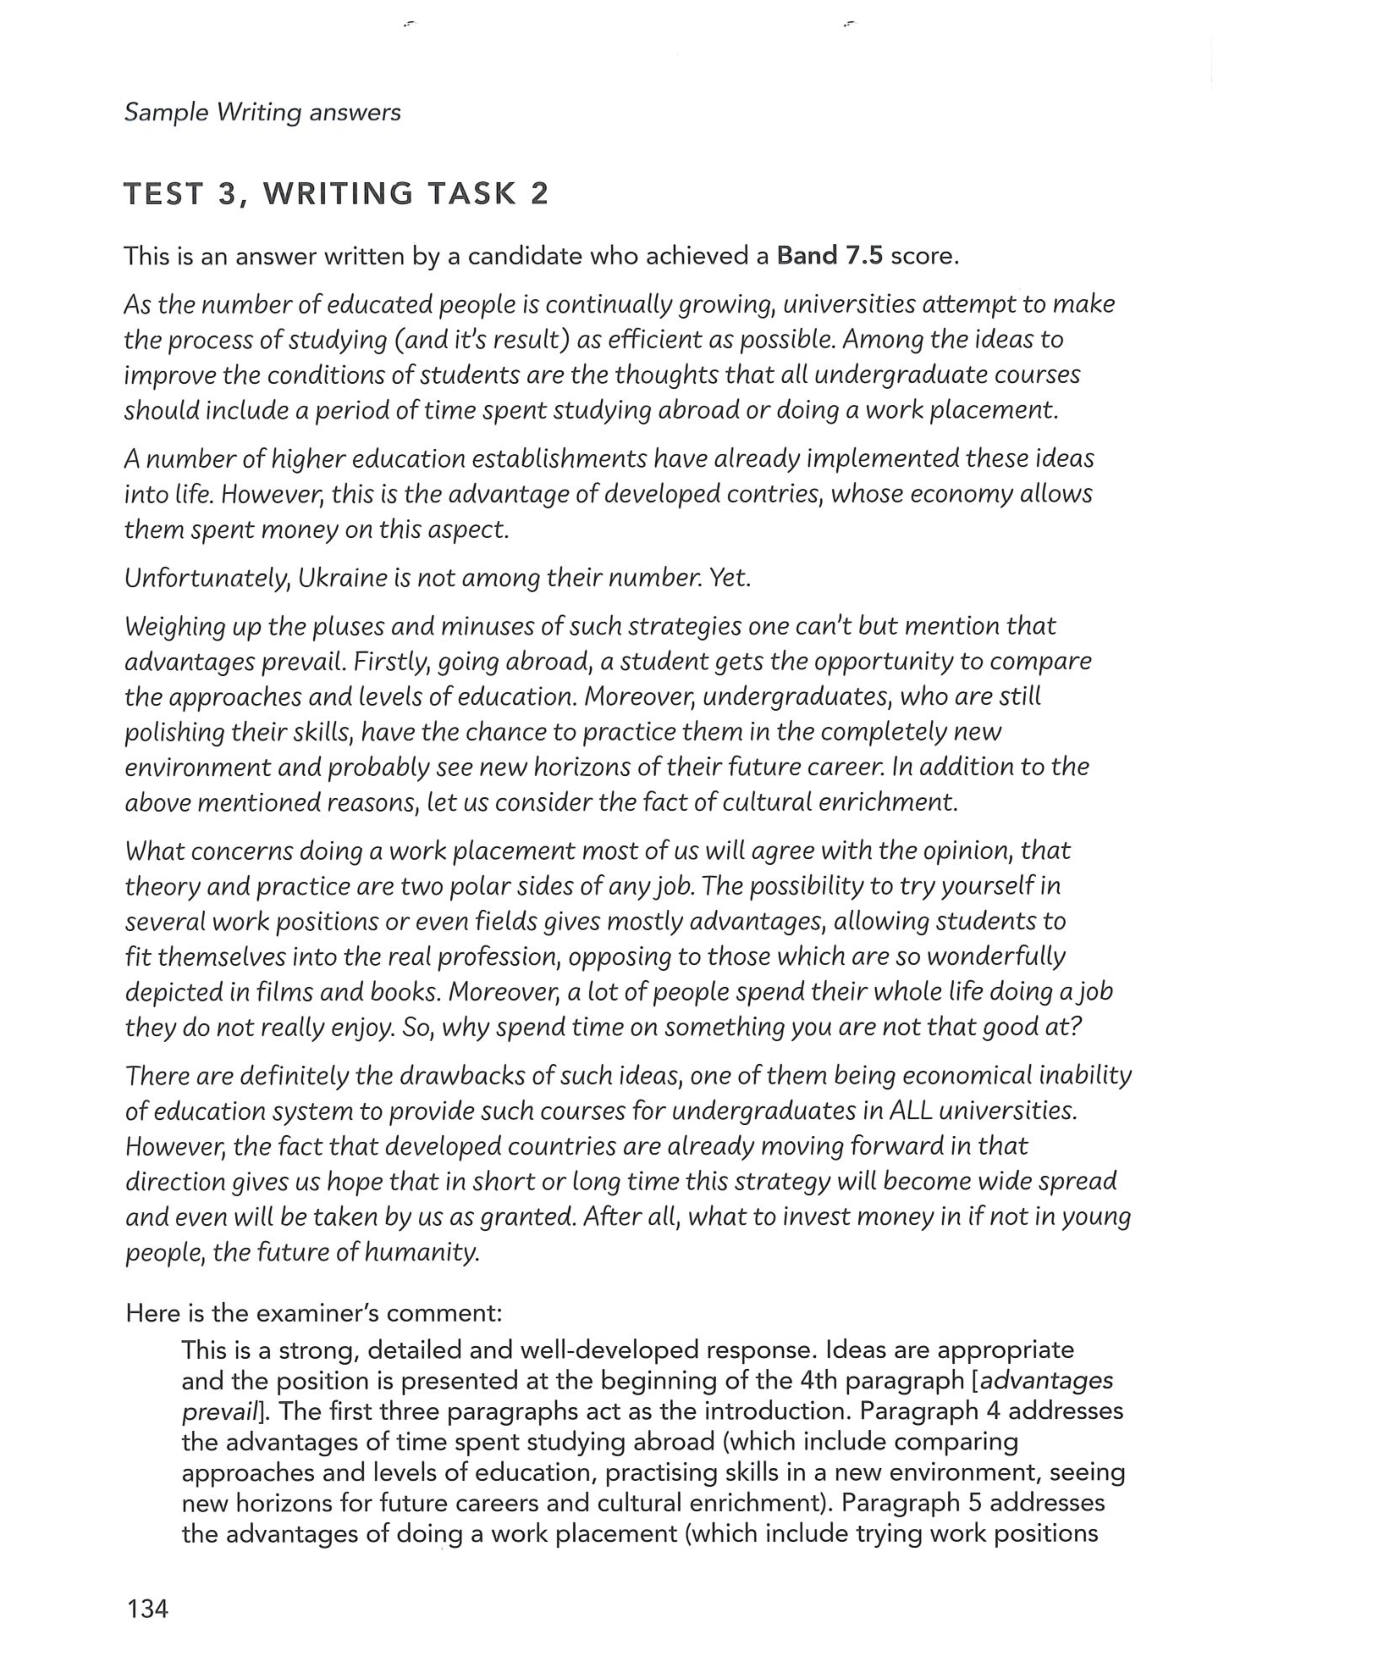 Sample Writing answers
TEST 3, WRITING TASK 2
This is an answer written by a candidate who achieved a Band 7.5 score.
As the number of educated people is continually growing, universities attempt to make
the process of studying (and it's result) as efficient as possible. Among the ideas to
improve the conditions of students are the thoughts that all undergraduate courses
should include a period of time spent studying abroad or doing a work placement.
A number of higher education establishments have already implemented these ideas
into life. However, this is the advantage of developed contries, whose economy allows
them spent money on this aspect.
Unfortunately, Ukraine is not among their number. Yet.
Weighing up the pluses and minuses of such strategies one can't but mention that
advantages prevail. Firstly, going abroad, a student gets the opportunity to compare
the approaches and levels of education. Moreover, undergraduates, who are still
polishing their skills, have the chance to practice them in the completely new
environment and probably see new horizons of their future career. In addition to the
above mentioned reasons, let us consider the fact of cultural enrichment.
What concerns doing a work placement most of us will agree with the opinion, that
theory and practice are two polar sides of any job. The possibility to try yourself in
several work positions or even fields gives mostly advantages, allowing students to
fit themselves into the real profession, opposing to those which are so wonderfully
depicted in films and books. Moreover, a lot of people spend their whole life doing a job
they do not really enjoy. So, why spend time on something you are not that good at?
There are definitely the drawbacks of such ideas, one of them being economical inability
of education system to provide such courses for undergraduates in ALL universities.
However, the fact that developed countries are already moving forward in that
direction gives us hope that in short or long time this strategy will become wide spread
and even will be taken by us as granted. After all, what to invest money in if not in young
people, the future of humanity.
Here is the examiner's comment:
This is a strong, detailed and well-developed response. Ideas are appropriate
and the position is presented at the beginning of the 4th paragraph [advantages
prevail]. The first three paragraphs act as the introduction. Paragraph 4 addresses
the advantages of time spent studying abroad (which include comparing
approaches and levels of education, practising skills in a new environment, seeing
new horizons for future careers and cultural enrichment). Paragraph 5 addresses
the advantages of doing a work placement (which include trying work positions
134